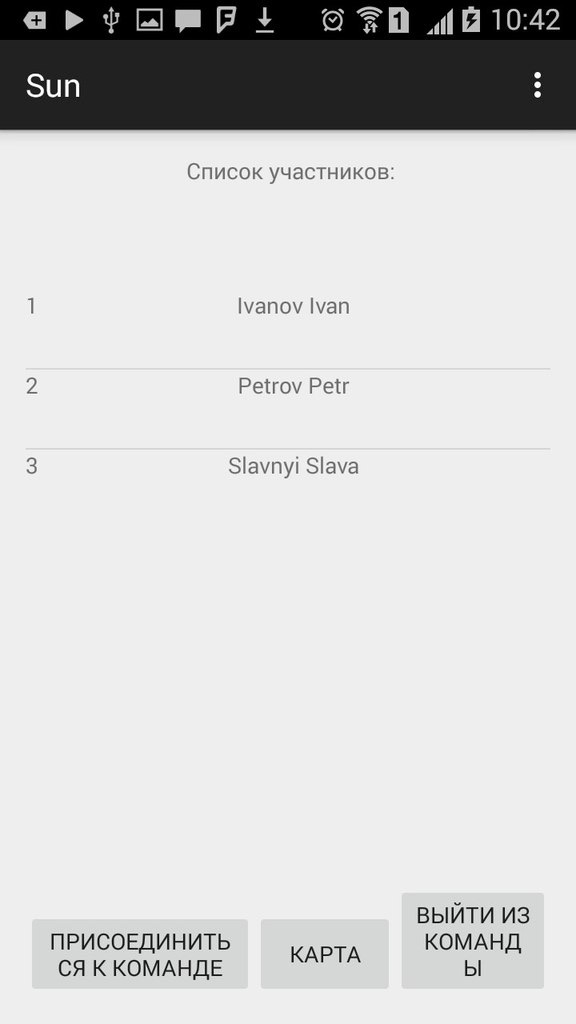 10:42
Sun
Список участников:
1 Ivanov Ivan
2 Petrov Petr
3 Slavnyi Slava
ПРИСОЕДИНИТЬ
СЯ К КОМАНДЕ
КАРТА
ВЫЙТИ ИЗ
КОМАНД
Ы